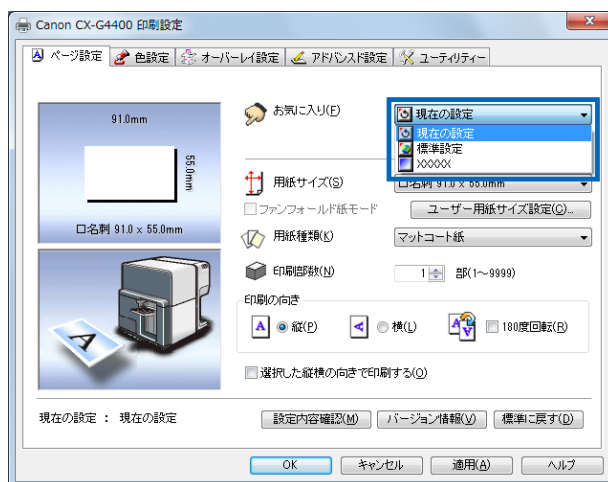 Canon CX-G4400 印刷設定
ページ設定 色設定 オーバーレイ設定 アドバンスド設定 ユーティリティー
91.0mm
55.0mm
口名刺 91.0 x 55.0mm
お気に入り(F) 現在の設定
現在の設定
標準設定
XXXXX
用紙サイズ(S) 口名刺 91.0 x 55.0mm
ファンフォールド紙モード ユーザー用紙サイズ設定(C)...
用紙種類(K) マットコート紙
印刷部数(N) 1 部(1～9999)
印刷の向き
A 縦(P) A 横(L) 180度回転(R)
選択した縦横の向きで印刷する(O)
現在の設定 : 現在の設定 設定内容確認(M) バージョン情報(V) 標準に戻す(D)
OK キャンセル 適用(A) ヘルプ